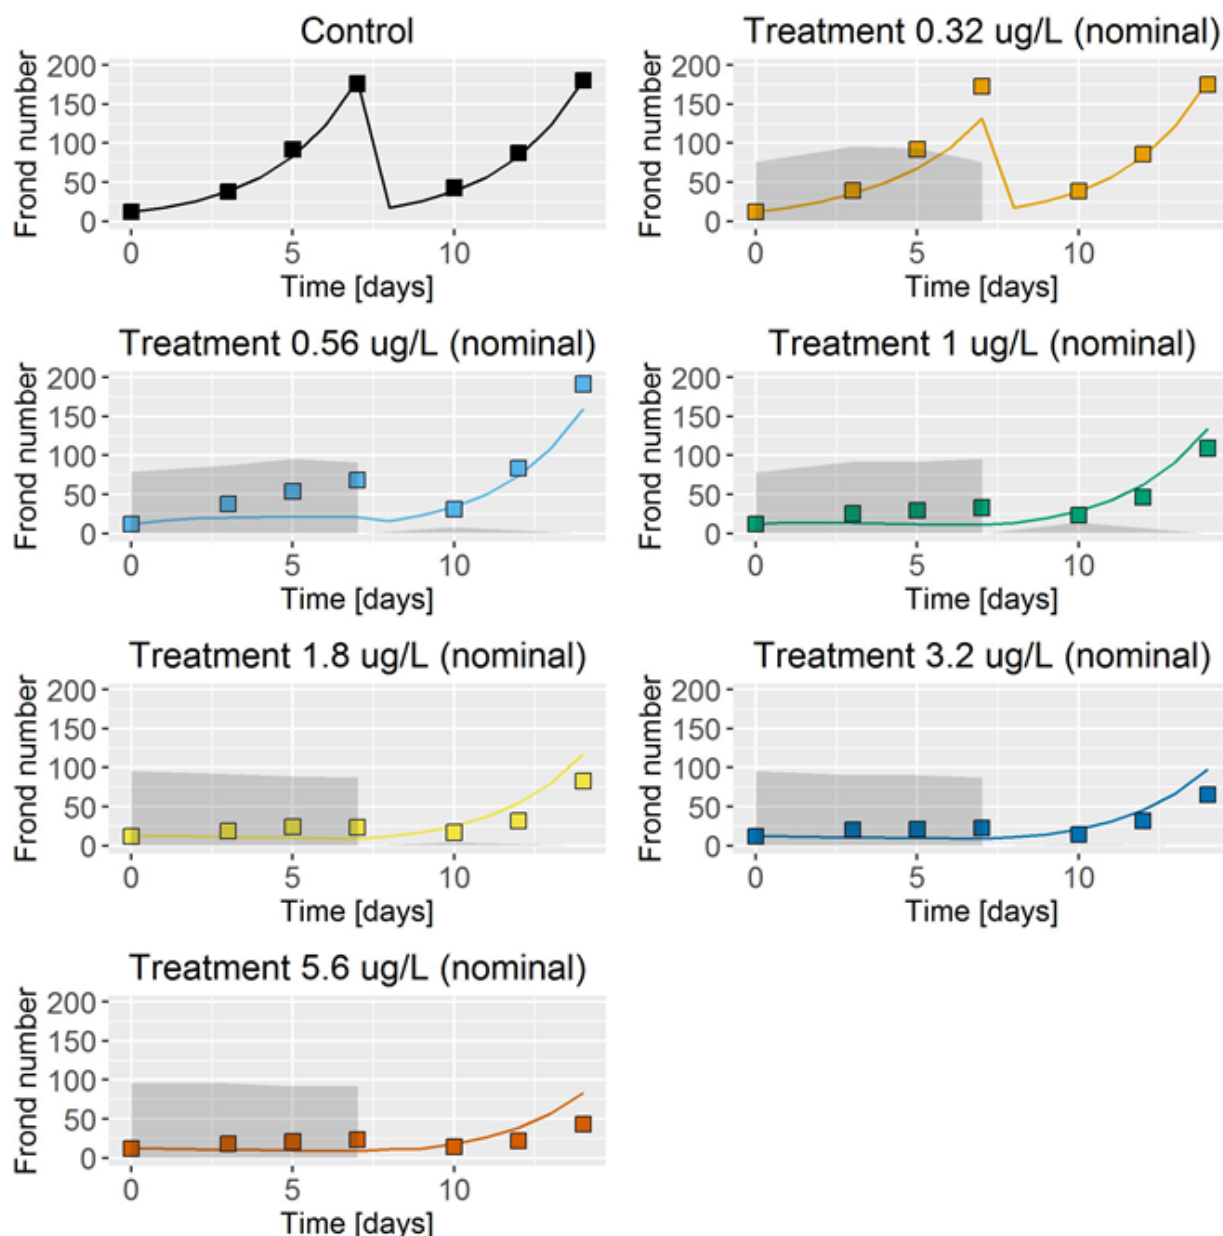 Control
Frond number
200
150
100
50
0
0 5 10
Time [days]
Treatment 0.32 ug/L (nominal)
Frond number
200
150
100
50
0
0 5 10
Time [days]
Treatment 0.56 ug/L (nominal)
Frond number
200
150
100
50
0
0 5 10
Time [days]
Treatment 1 ug/L (nominal)
Frond number
200
150
100
50
0
0 5 10
Time [days]
Treatment 1.8 ug/L (nominal)
Frond number
200
150
100
50
0
0 5 10
Time [days]
Treatment 3.2 ug/L (nominal)
Frond number
200
150
100
50
0
0 5 10
Time [days]
Treatment 5.6 ug/L (nominal)
Frond number
200
150
100
50
0
0 5 10
Time [days]